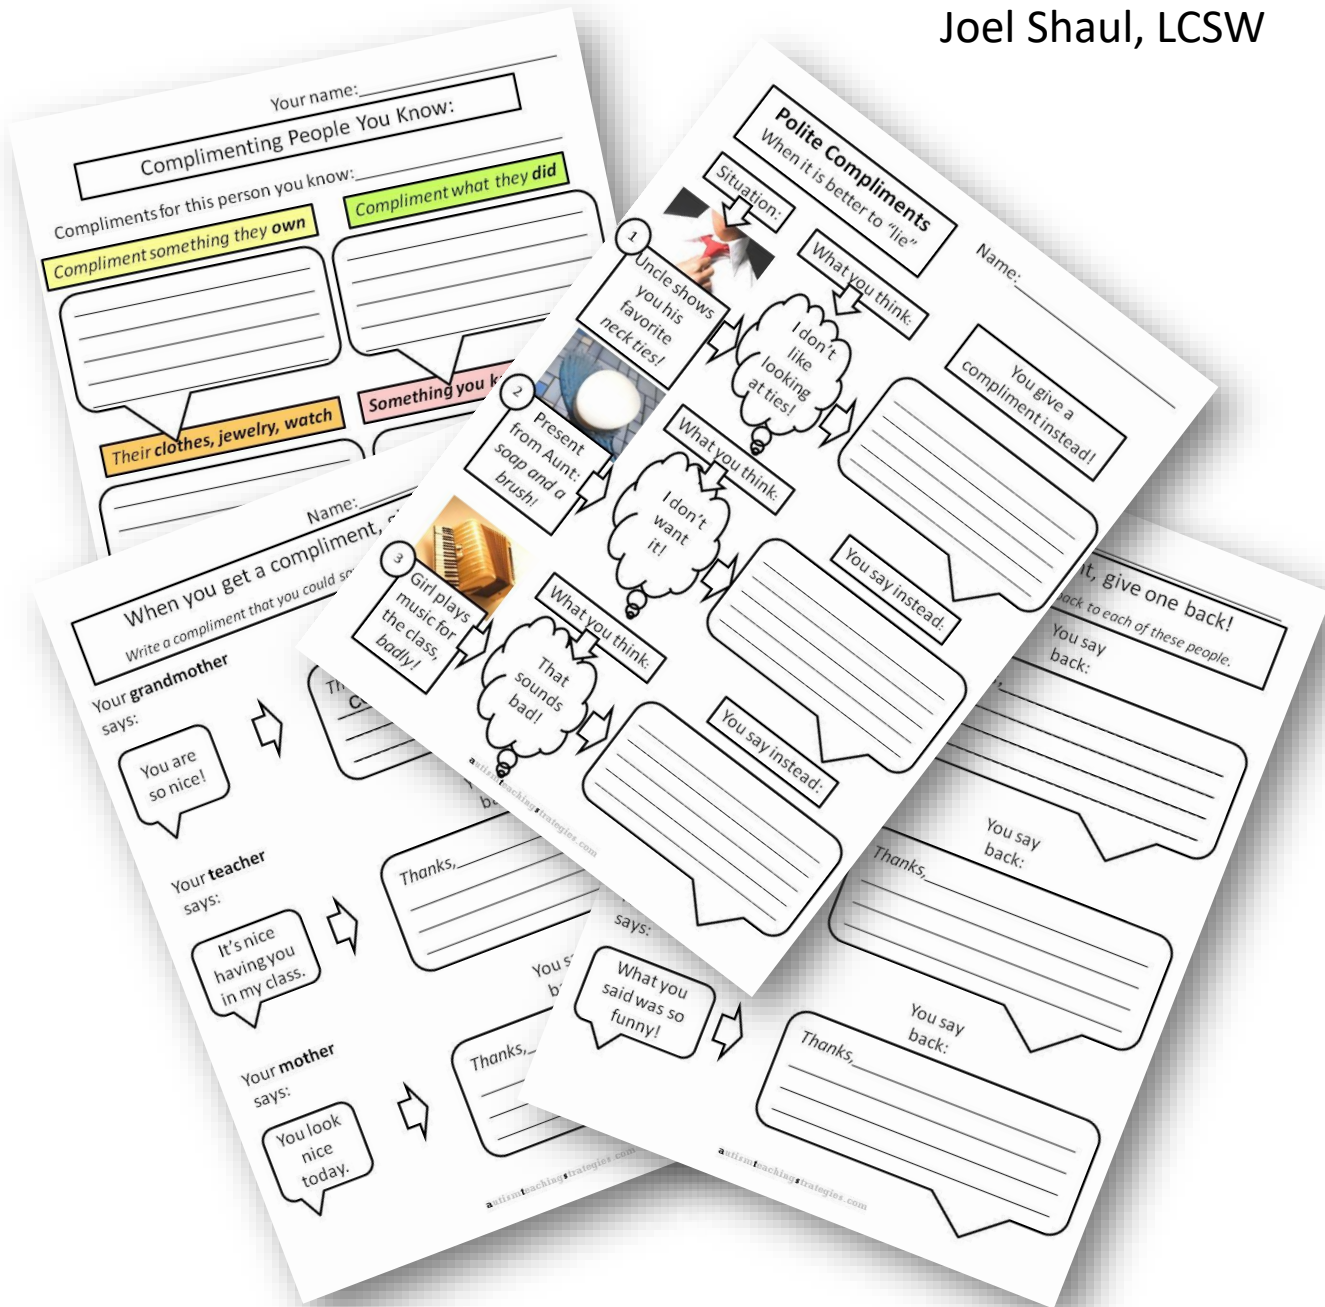 Joel Shaul, LCSW
Your name:
Complimenting People You Know:
Compliments for this person you know:
Compliment something they own
Compliment what they did
Their clothes, jewelry, watch
Something you
Polite Compliments
When it is better to “lie”
Name:
Situation:
What you think:
You give a
compliment instead!
1
Uncle shows
you his
favorite
neck ties!
I don’t
like
looking
at ties!
2
Present
from Aunt:
soap and a
brush!
What you think:
I don’t
want
it!
You say instead:
3
Girl plays
music for
the class,
badly!
What you think:
That
sounds
bad!
You say instead:
autismteachingstrategies.com
Name:
When you get a compliment,
Write a compliment that you could
Your grandmother
says:
You are
so nice!
Your teacher
says:
It’s nice
having you
in my class.
Thanks,
You
Your mother
says:
You look
nice
today.
Thanks,
autismteachingstrategies.com
give one back!
back to each of these people.
You say
back:
You say
back:
Thanks,
says:
What you
said was so
funny!
You say
back:
Thanks,
autismteachingstrategies.com